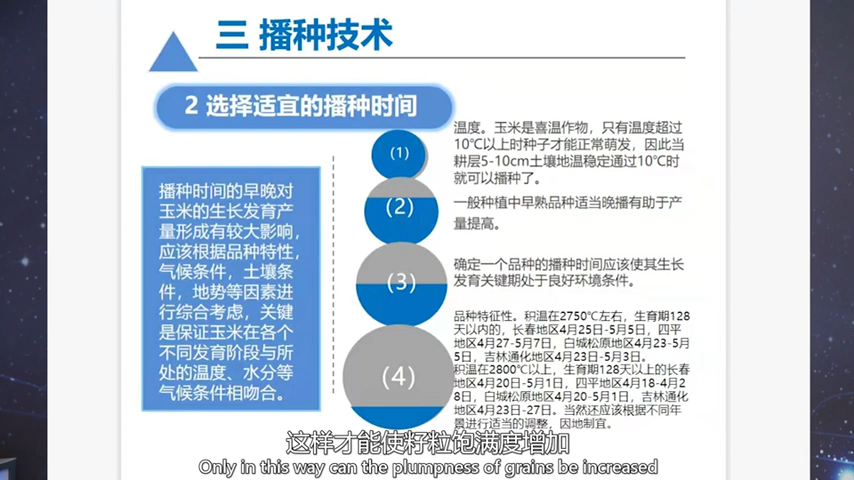 三 播种技术
2 选择适宜的播种时间
播种时间的早晚对
玉米的生长发育产
量形成有较大影响，
应该根据品种特性，
气候条件，土壤条
件，地势等因素进
行综合考虑，关键
是保证玉米在各个
不同发育阶段与所
处的温度、水分等
气候条件相吻合。
(1)
温度。玉米是喜温作物，只有温度超过
10℃以上时种子才能正常萌发，因此当
耕层5-10cm土壤地温稳定通过10℃时
就可以播种了。
(2)
一般种植中早熟品种适当晚播有助于产
量提高。
(3)
确定一个品种的播种时间应该使其生长
发育关键期处于良好环境条件。
(4)
品种特征性。积温在2750℃左右，生育期128
天以内的，长春地区4月25日-5月5日，四平
地区4月27-5月7日，白城松原地区4月23-5月
5日，吉林通化地区4月23日-5月3日。
积温在2800℃以上，生育期128天以上的长春
地区4月20日-5月1日，四平地区4月18-4月2
8日，白城松原地区4月20-5月1日，吉林通化
地区4月23日-27日。当然还应该根据不同年
景进行适当的调整，因地制宜。
这样才能使籽粒饱满度增加
Only in this way can the plumpness of grains be increased